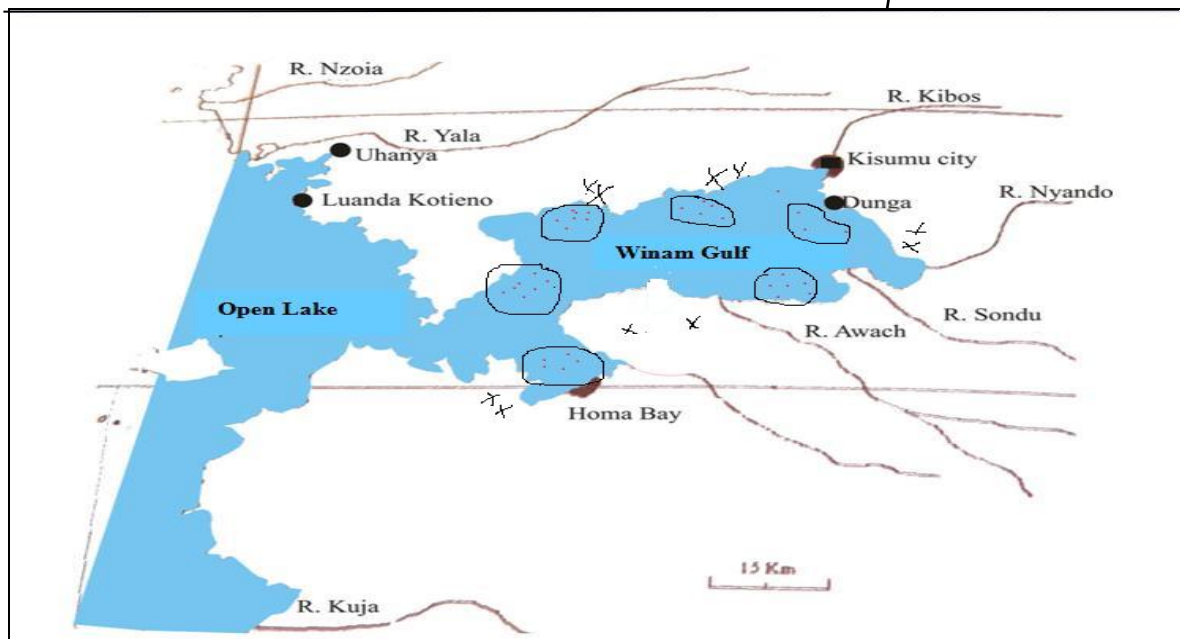 R. Nzoia
R. Kibos
R. Yala
Uhanya
Kisumu city
Luanda Kotieno
Dunga
R. Nyando
Winam Gulf
Open Lake
R. Sondu
R. Awach
Homa Bay
15 Km
R. Kuja
X X
X Y
X X
X X
X X